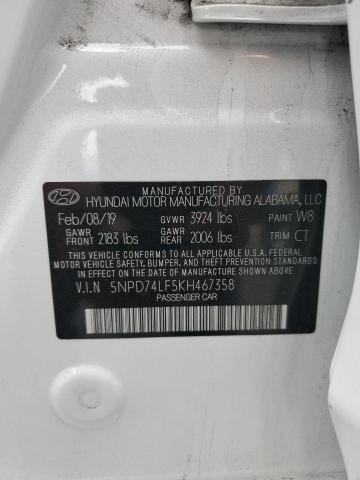 MANUFACTURED BY
HYUNDAI MOTOR MANUFACTURING ALABAMA, LLC
Feb/08/19 GVWR 3924 lbs PAINT W8
GAWR FRONT 2183 lbs GAWR REAR 2006 lbs TRIM CT
THIS VEHICLE CONFORMS TO ALL APPLICABLE U.S.A. FEDERAL
MOTOR VEHICLE SAFETY, BUMPER, AND THEFT PREVENTION STANDARDS
IN EFFECT ON THE DATE OF MANUFACTURE SHOWN ABOVE.
V.I.N 5NPD74LF5KH467358
PASSENGER CAR